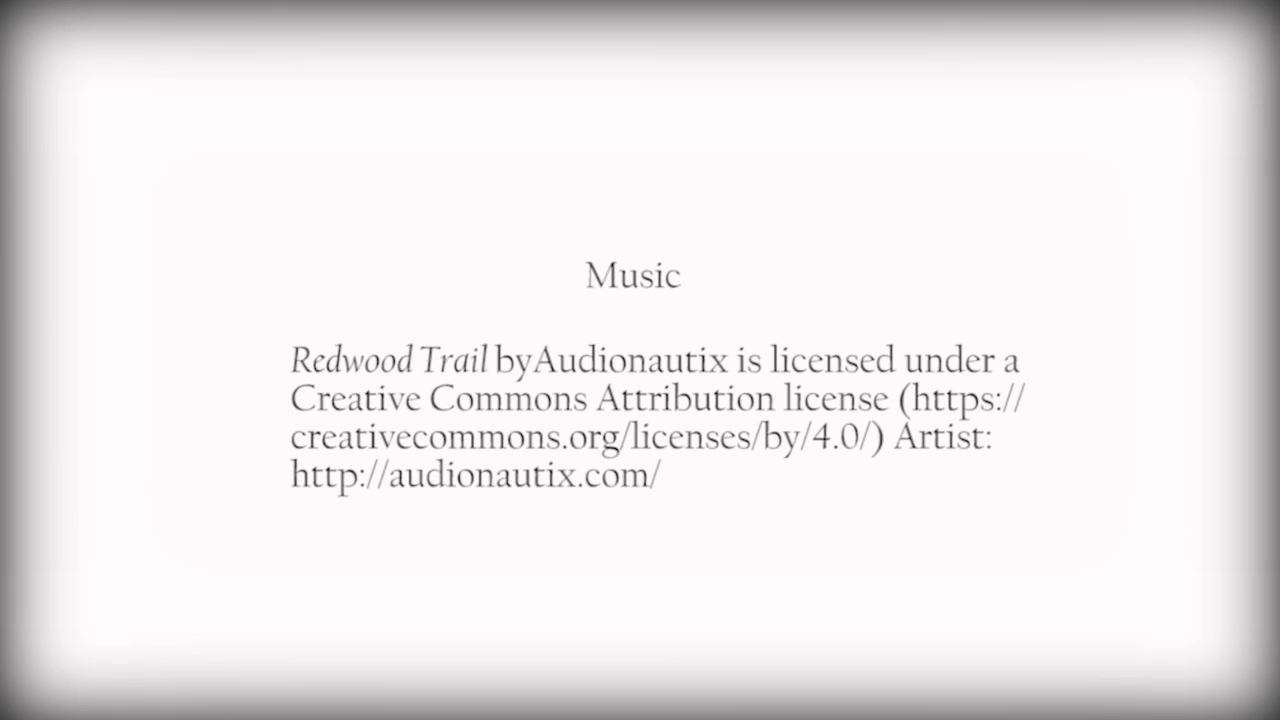 Music
Redwood Trail byAudionautix is licensed under a
Creative Commons Attribution license (https://
creativecommons.org/licenses/by/4.0/) Artist:
http://audionautix.com/